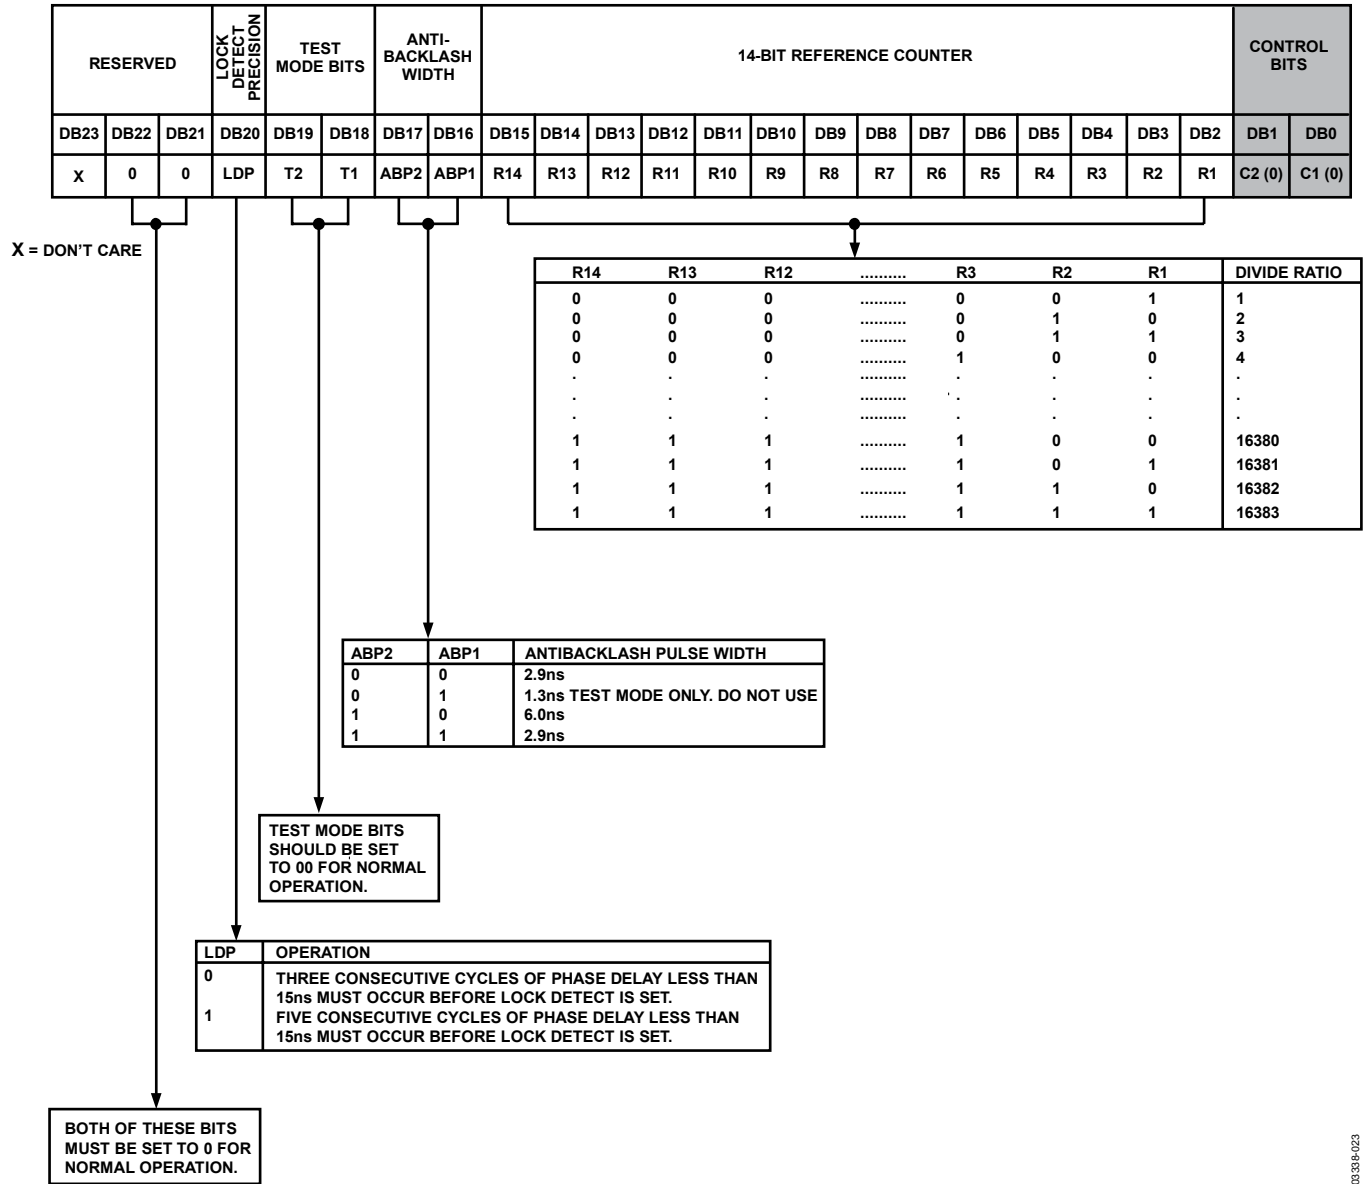 RESERVED
LOCK
DETECT
PRECISION
TEST
MODE BITS
ANTI-
BACKLASH
WIDTH
14-BIT REFERENCE COUNTER
CONTROL
BITS
DB23 DB22 DB21 DB20 DB19 DB18 DB17 DB16 DB15 DB14 DB13 DB12 DB11 DB10 DB9 DB8 DB7 DB6 DB5 DB4 DB3 DB2 DB1 DB0
X 0 0 LDP T2 T1 ABP2 ABP1 R14 R13 R12 R11 R10 R9 R8 R7 R6 R5 R4 R3 R2 R1 C2 (0) C1 (0)
X = DON'T CARE
R14 R13 R12 .......... R3 R2 R1 DIVIDE RATIO
0 0 0 .......... 0 0 1 1
0 0 0 .......... 0 1 0 2
0 0 0 .......... 0 1 1 3
0 0 0 .......... 1 0 0 4
. . . .......... . . . .
. . . .......... . . . .
. . . .......... . . . .
1 1 1 .......... 1 0 0 16380
1 1 1 .......... 1 0 1 16381
1 1 1 .......... 1 1 0 16382
1 1 1 .......... 1 1 1 16383
ABP2 ABP1 ANTIBACKLASH PULSE WIDTH
0 0 2.9ns
0 1 1.3ns TEST MODE ONLY. DO NOT USE
1 0 6.0ns
1 1 2.9ns
TEST MODE BITS
SHOULD BE SET
TO 00 FOR NORMAL
OPERATION.
LDP OPERATION
0 THREE CONSECUTIVE CYCLES OF PHASE DELAY LESS THAN
15ns MUST OCCUR BEFORE LOCK DETECT IS SET.
1 FIVE CONSECUTIVE CYCLES OF PHASE DELAY LESS THAN
15ns MUST OCCUR BEFORE LOCK DETECT IS SET.
BOTH OF THESE BITS
MUST BE SET TO 0 FOR
NORMAL OPERATION.
03338-023